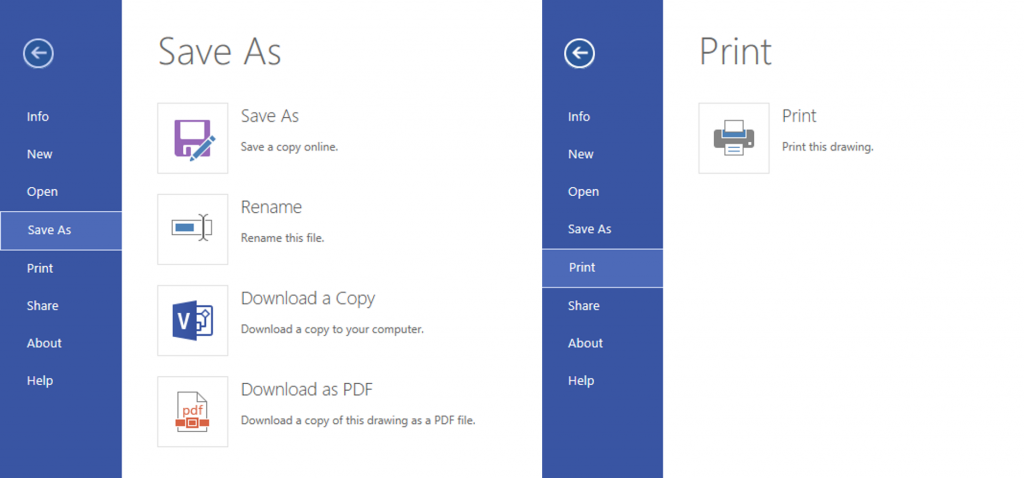 Save As
Info
New
Open
Save As
Print
Share
About
Help
Save As
Save a copy online.
Rename
Rename this file.
V
Download a Copy
Download a copy to your computer.
pdf
Download as PDF
Download a copy of this drawing as a PDF file.
Print
Info
New
Open
Save As
Print
Share
About
Help
Print
Print this drawing.